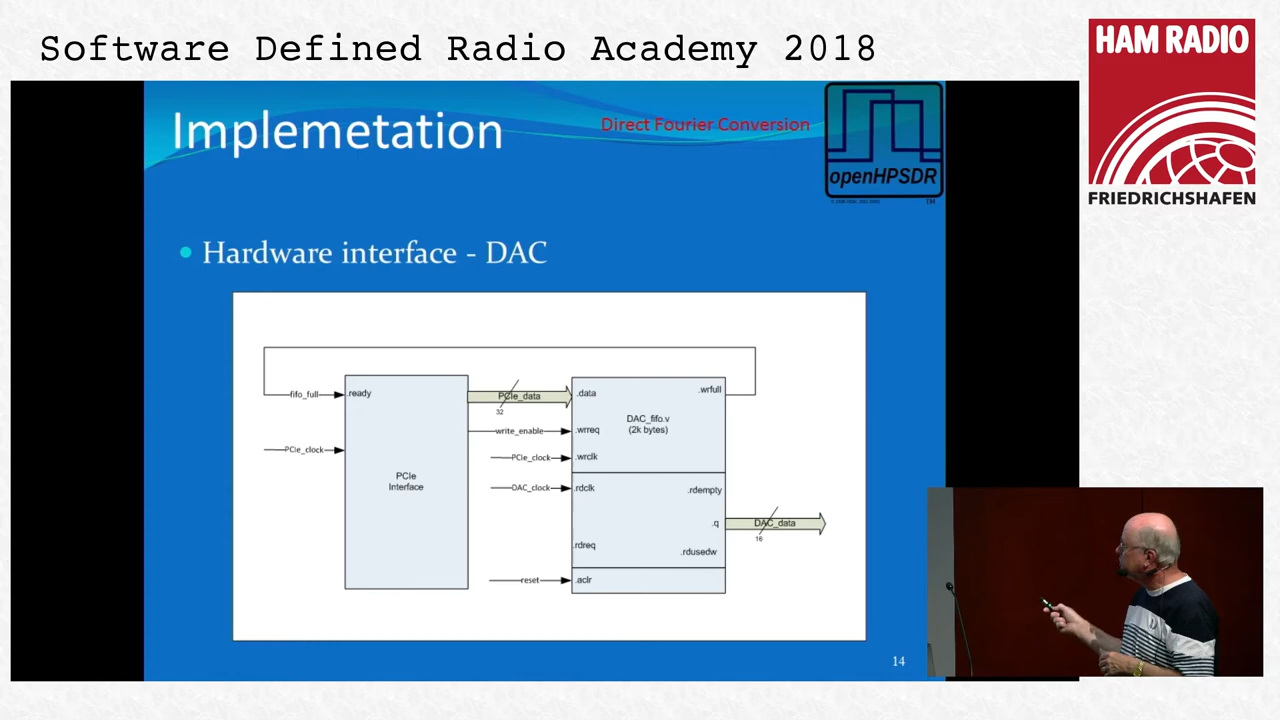 Software Defined Radio Academy 2018
HAM RADIO
FRIEDRICHSHAFEN
Implemetation
Direct Fourier Conversion
openHPSDR
TM
• Hardware interface - DAC
fifo_full
.ready
PCIe_data
32
.data
.wrfull
DAC_fifo.v
(2k bytes)
write_enable
.wrreq
PCIe_clock
PCIe_clock
.wrclk
PCIe
Interface
DAC_clock
.rdclk
.rdempty
.q
DAC_data
16
.rdreq
.rdusedw
reset
.aclr
14